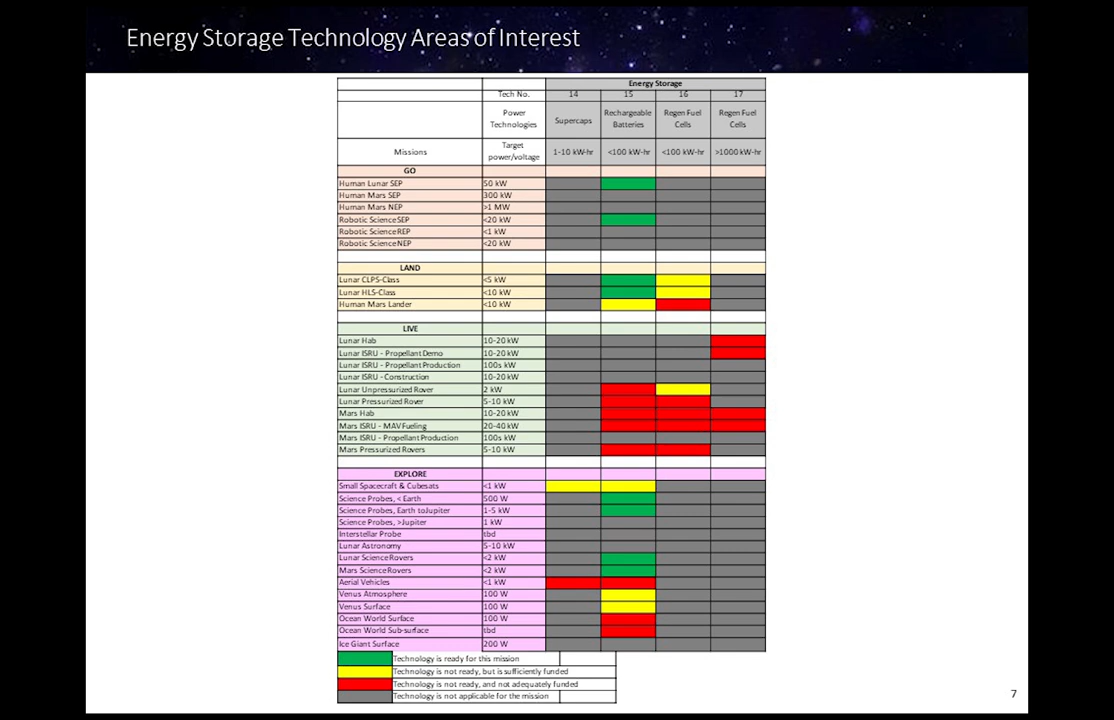 Energy Storage Technology Areas of Interest
Energy Storage
Tech No. 14 15 16 17
Power Technologies Supercaps Rechargeable Batteries Regen Fuel Cells Regen Fuel Cells
Missions Target power/voltage 1-10 kW-hr <100 kW-hr <100 kW-hr >1000 kW-hr
GO
Human Lunar SEP 50 kW
Human Mars SEP 300 kW
Human Mars NEP >1 MW
Robotic Science SEP <20 kW
Robotic Science REP <1 kW
Robotic Science NEP <20 kW
LAND
Lunar CLPS-Class <5 kW
Lunar HLS-Class <10 kW
Human Mars Lander <10 kW
LIVE
Lunar Hab 10-20 kW
Lunar ISRU - Propellant Demo 10-20 kW
Lunar ISRU - Propellant Production 100s kW
Lunar ISRU - Construction 10-20 kW
Lunar Unpressurized Rover 2 kW
Lunar Pressurized Rover 5-10 kW
Mars Hab 10-20 kW
Mars ISRU - MAV Fueling 20-40 kW
Mars ISRU - Propellant Production 100s kW
Mars Pressurized Rovers 5-10 kW
EXPLORE
Small Spacecraft & Cubesats <1 kW
Science Probes, < Earth 500 W
Science Probes, Earth to Jupiter 1-5 kW
Science Probes, >Jupiter 1 kW
Interstellar Probe tbd
Lunar Astronomy 5-10 kW
Lunar Science Rovers <2 kW
Mars Science Rovers <2 kW
Aerial Vehicles <1 kW
Venus Atmosphere 100 W
Venus Surface 100 W
Ocean World Surface 100 W
Ocean World Sub-surface tbd
Ice Giant Surface 200 W
Technology is ready for this mission
Technology is not ready, but is sufficiently funded
Technology is not ready, and not adequately funded
Technology is not applicable for the mission
7